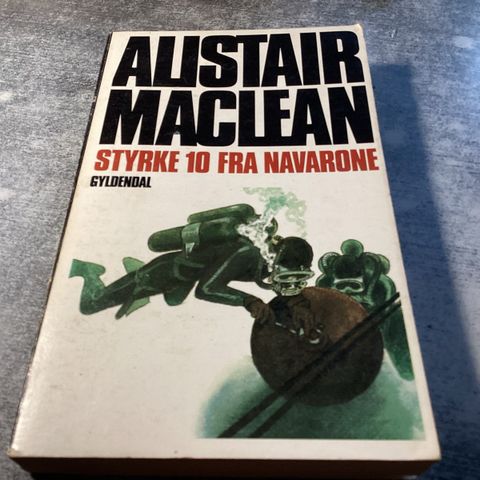 ALISTAIR
MACLEAN
STYRKE 10 FRA NAVARONE
GYLDENDAL